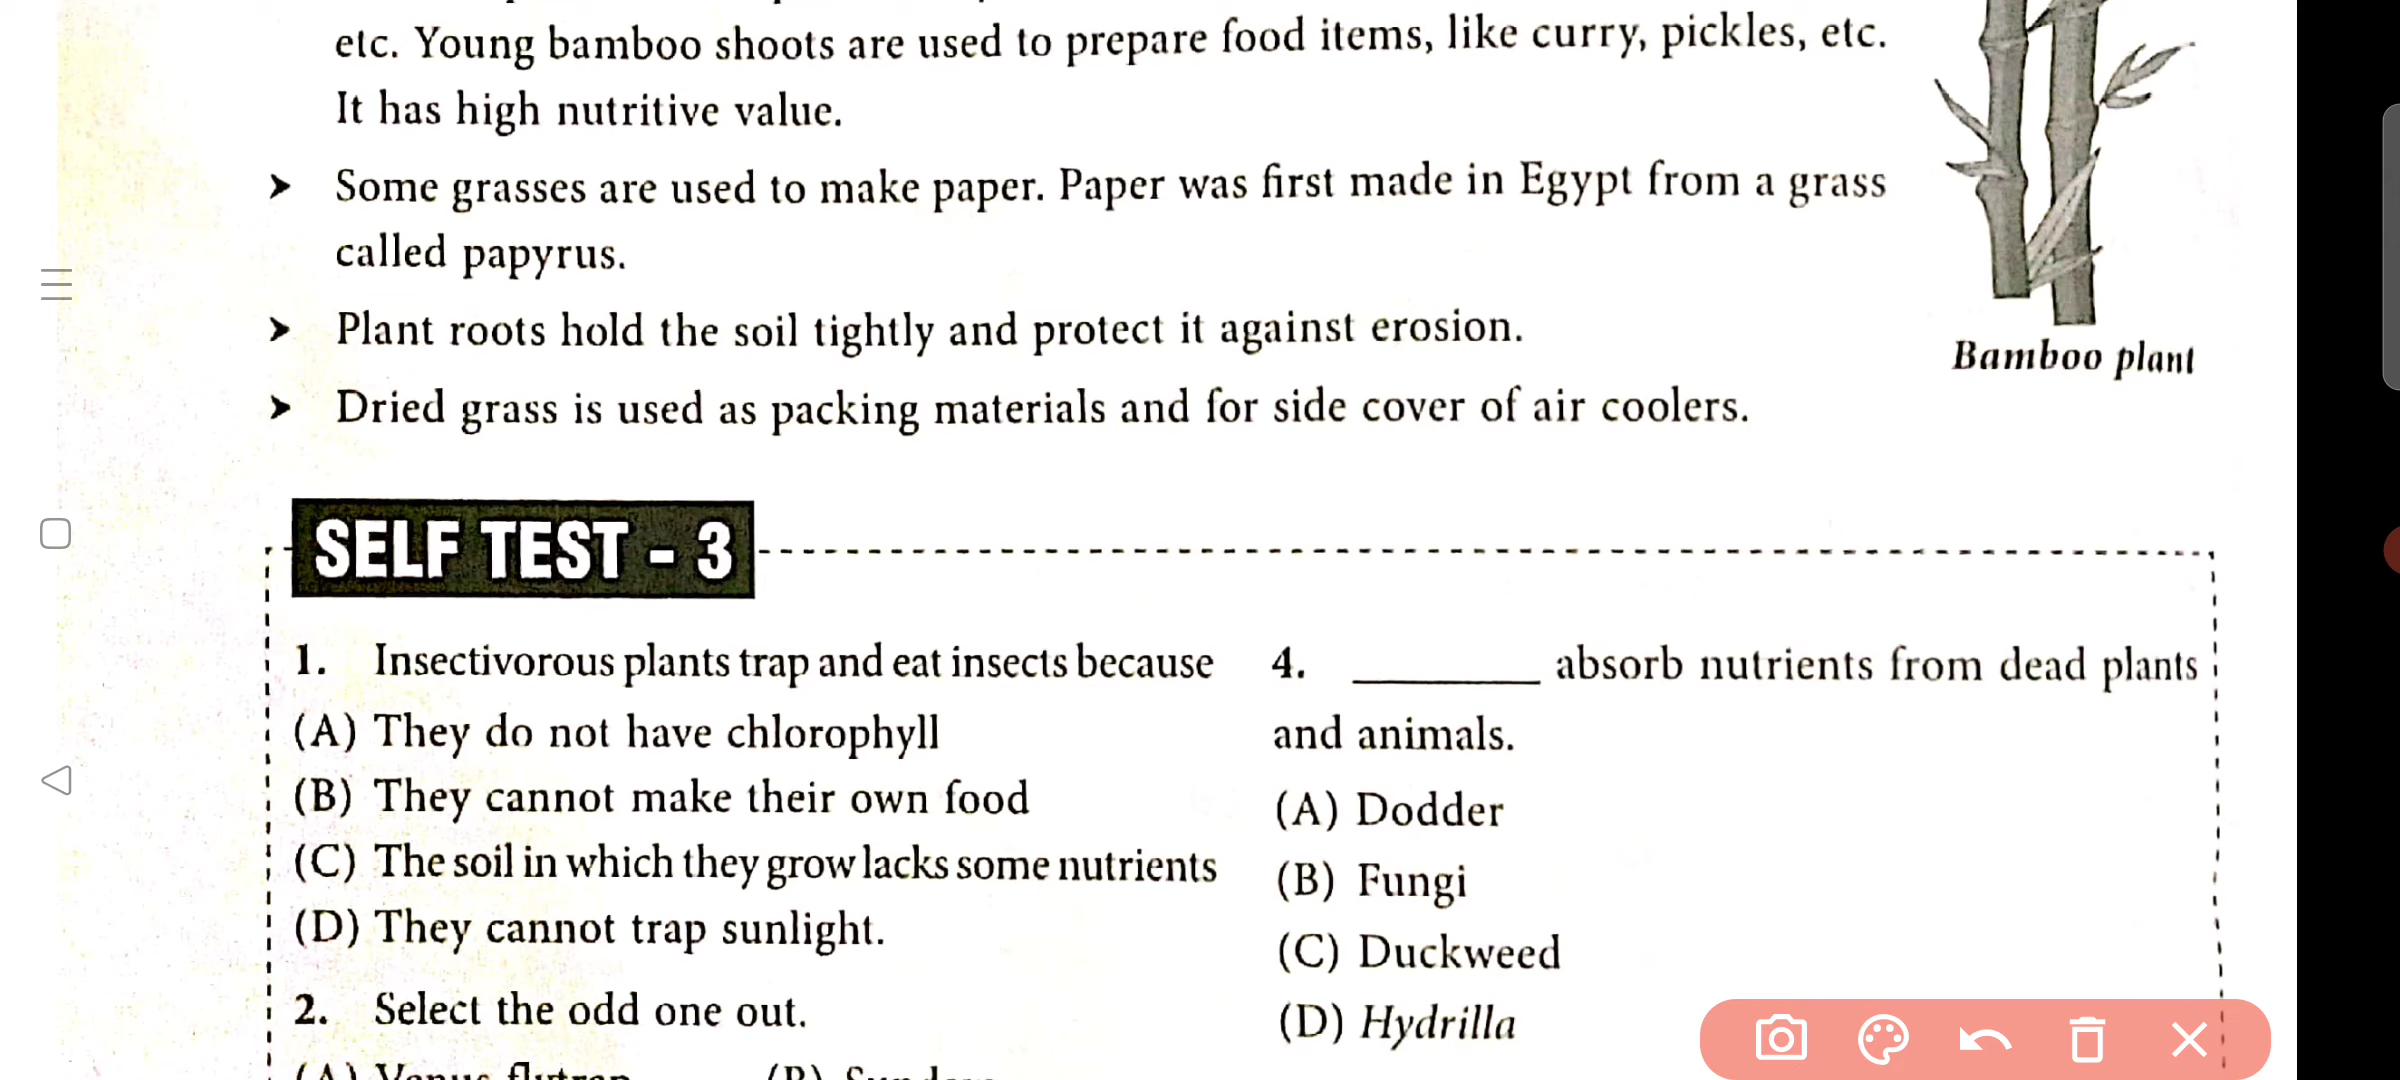 etc. Young bamboo shoots are used to prepare food items, like curry, pickles, etc.
It has high nutritive value.
➤ Some grasses are used to make paper. Paper was first made in Egypt from a grass
called papyrus.
➤ Plant roots hold the soil tightly and protect it against erosion.
➤ Dried grass is used as packing materials and for side cover of air coolers.
Bamboo plant
SELF TEST - 3
1. Insectivorous plants trap and eat insects because
(A) They do not have chlorophyll
(B) They cannot make their own food
(C) The soil in which they grow lacks some nutrients
(D) They cannot trap sunlight.
2. Select the odd one out.
4. ________ absorb nutrients from dead plants
and animals.
(A) Dodder
(B) Fungi
(C) Duckweed
(D) Hydrilla